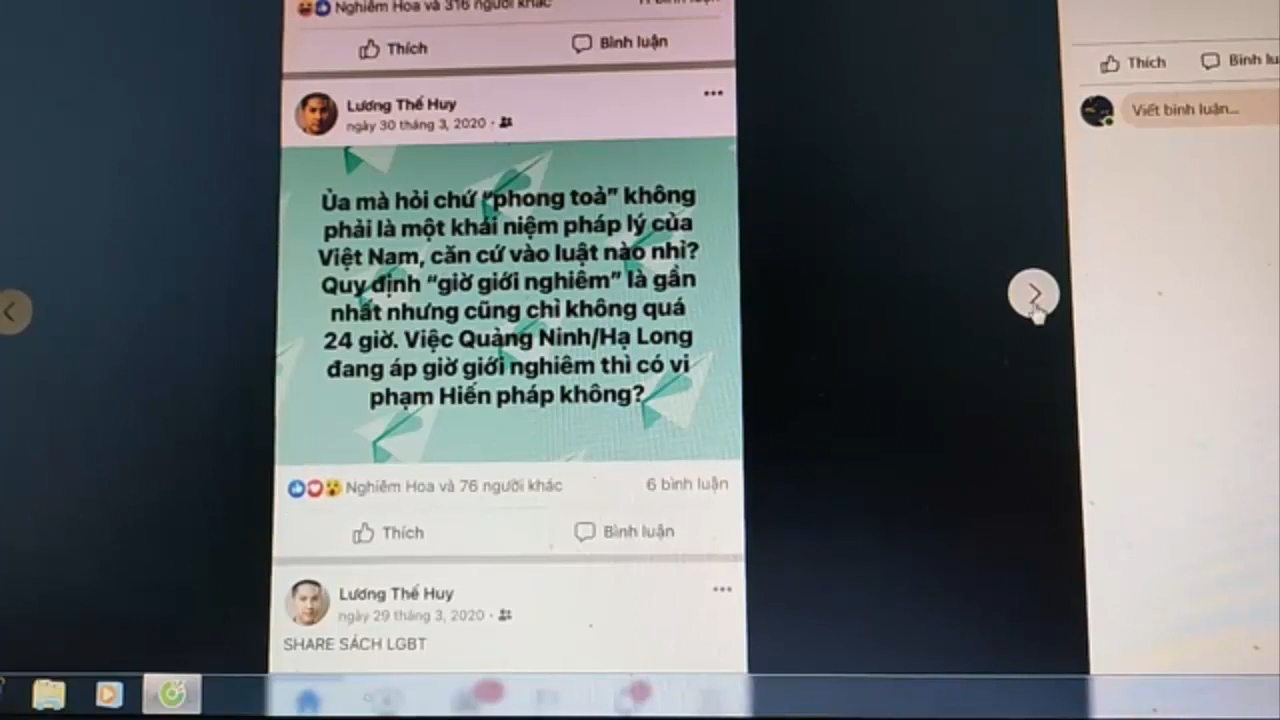 Nghiêm Hoa và 316 người khác
Thích
Bình luận
Thích
Lương Thế Huy
ngày 30 tháng 3, 2020
Viết bình luận...
Ủa mà hỏi chứ “phong toả” không
phải là một khái niệm pháp lý của
Việt Nam, căn cứ vào luật nào nhỉ?
Quy định “giờ giới nghiêm” là gần
nhất nhưng cũng chỉ không quá
24 giờ. Việc Quảng Ninh/Hạ Long
đang áp giờ giới nghiêm thì có vi
phạm Hiến pháp không?
Nghiêm Hoa và 76 người khác
6 bình luận
Thích
Bình luận
Lương Thế Huy
ngày 29 tháng 3, 2020
SHARE SÁCH LGBT